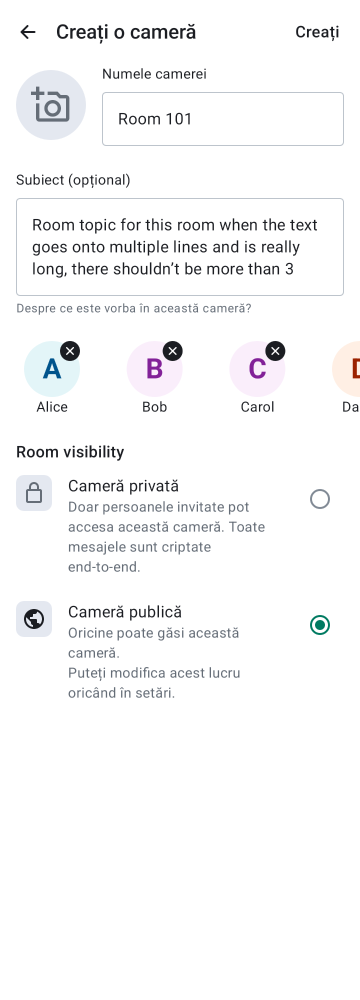 Creați o cameră
Creați
Numele camerei
Room 101
Subiect (opțional)
Room topic for this room when the text
goes onto multiple lines and is really
long, there shouldn’t be more than 3
Despre ce este vorba în această cameră?
A
B
C
Alice
Bob
Carol
Da
Room visibility
Cameră privată
Doar persoanele invitate pot
accesa această cameră. Toate
mesajele sunt criptate
end-to-end.
Cameră publică
Oricine poate găsi această
cameră.
Puteți modifica acest lucru
oricând în setări.